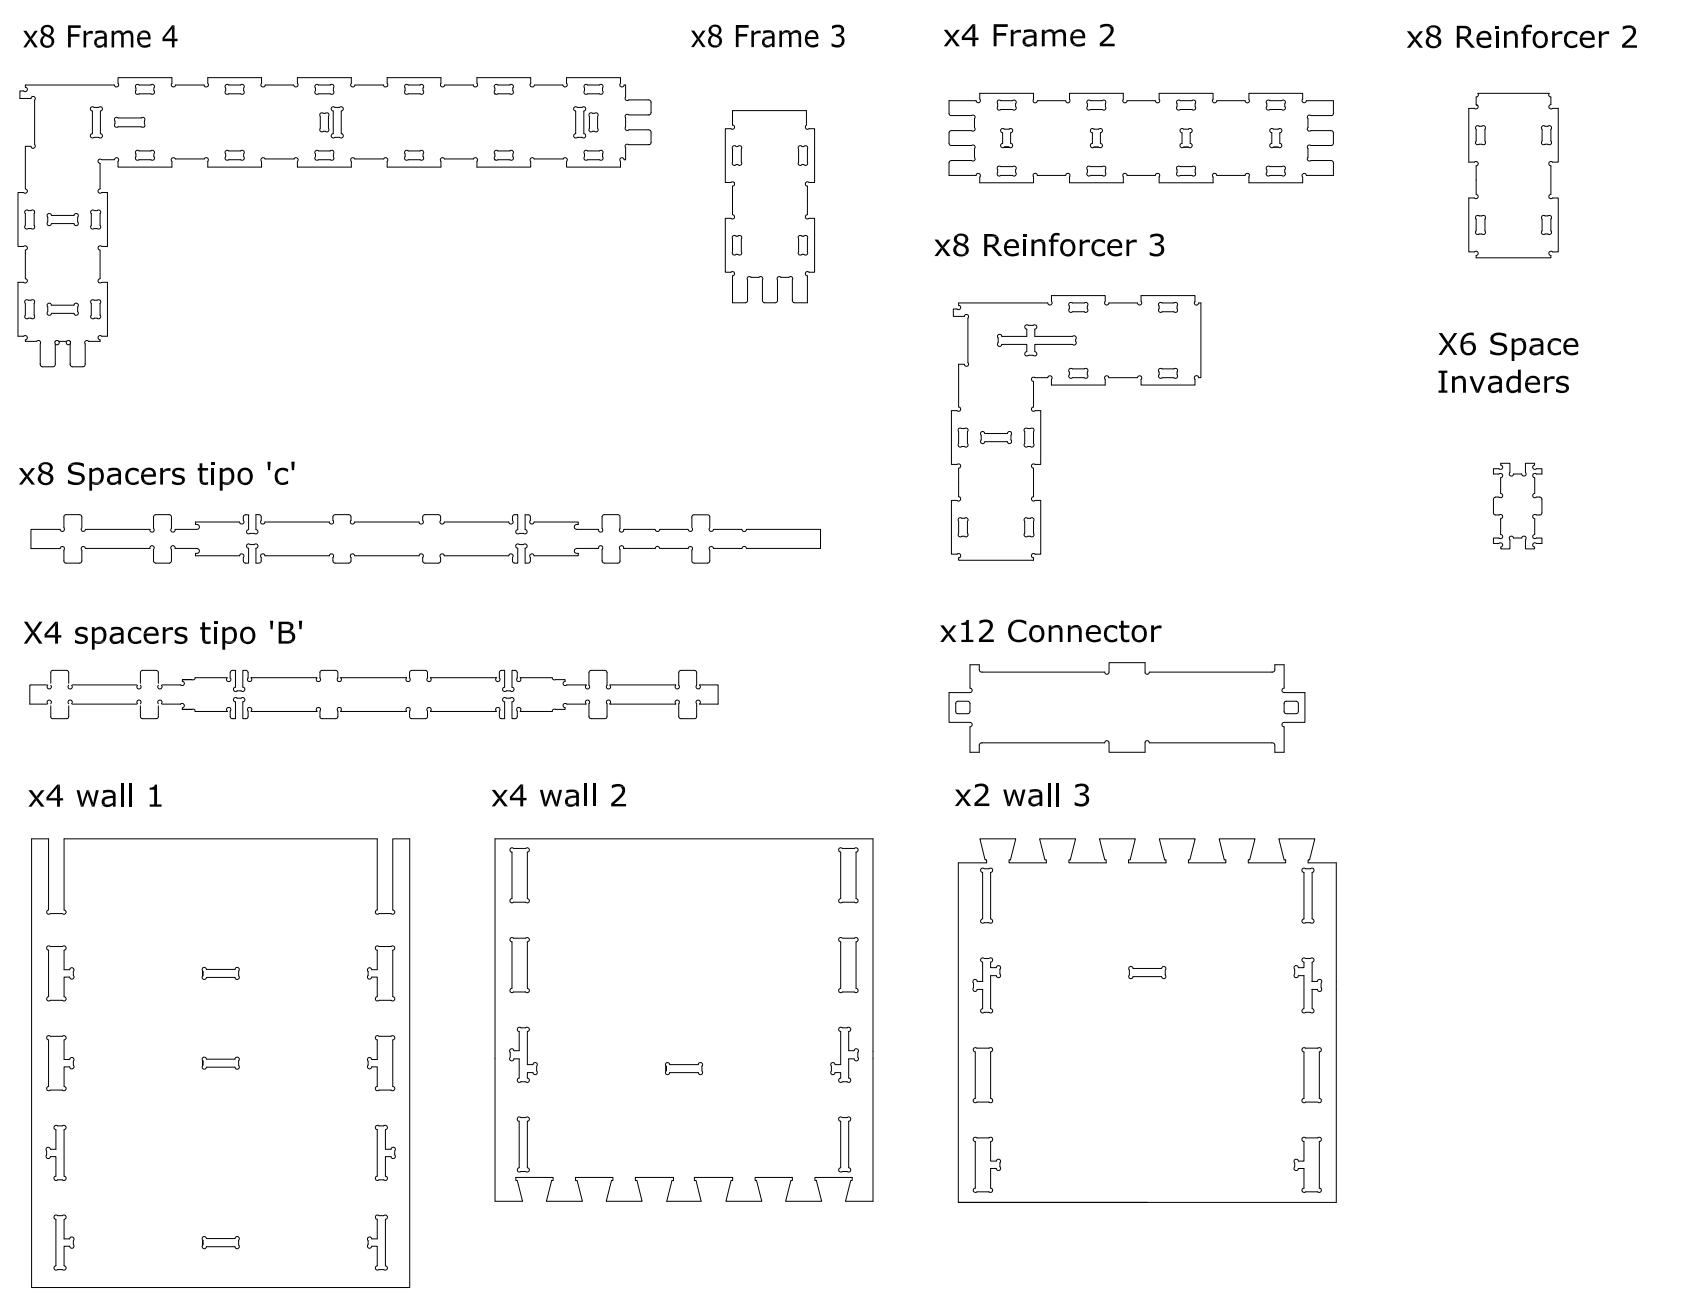 x8 Frame 4
x8 Frame 3
x4 Frame 2
x8 Reinforcer 2
x8 Reinforcer 3
X6 Space
Invaders
x8 Spacers tipo 'c'
X4 spacers tipo 'B'
x12 Connector
x4 wall 1
x4 wall 2
x2 wall 3